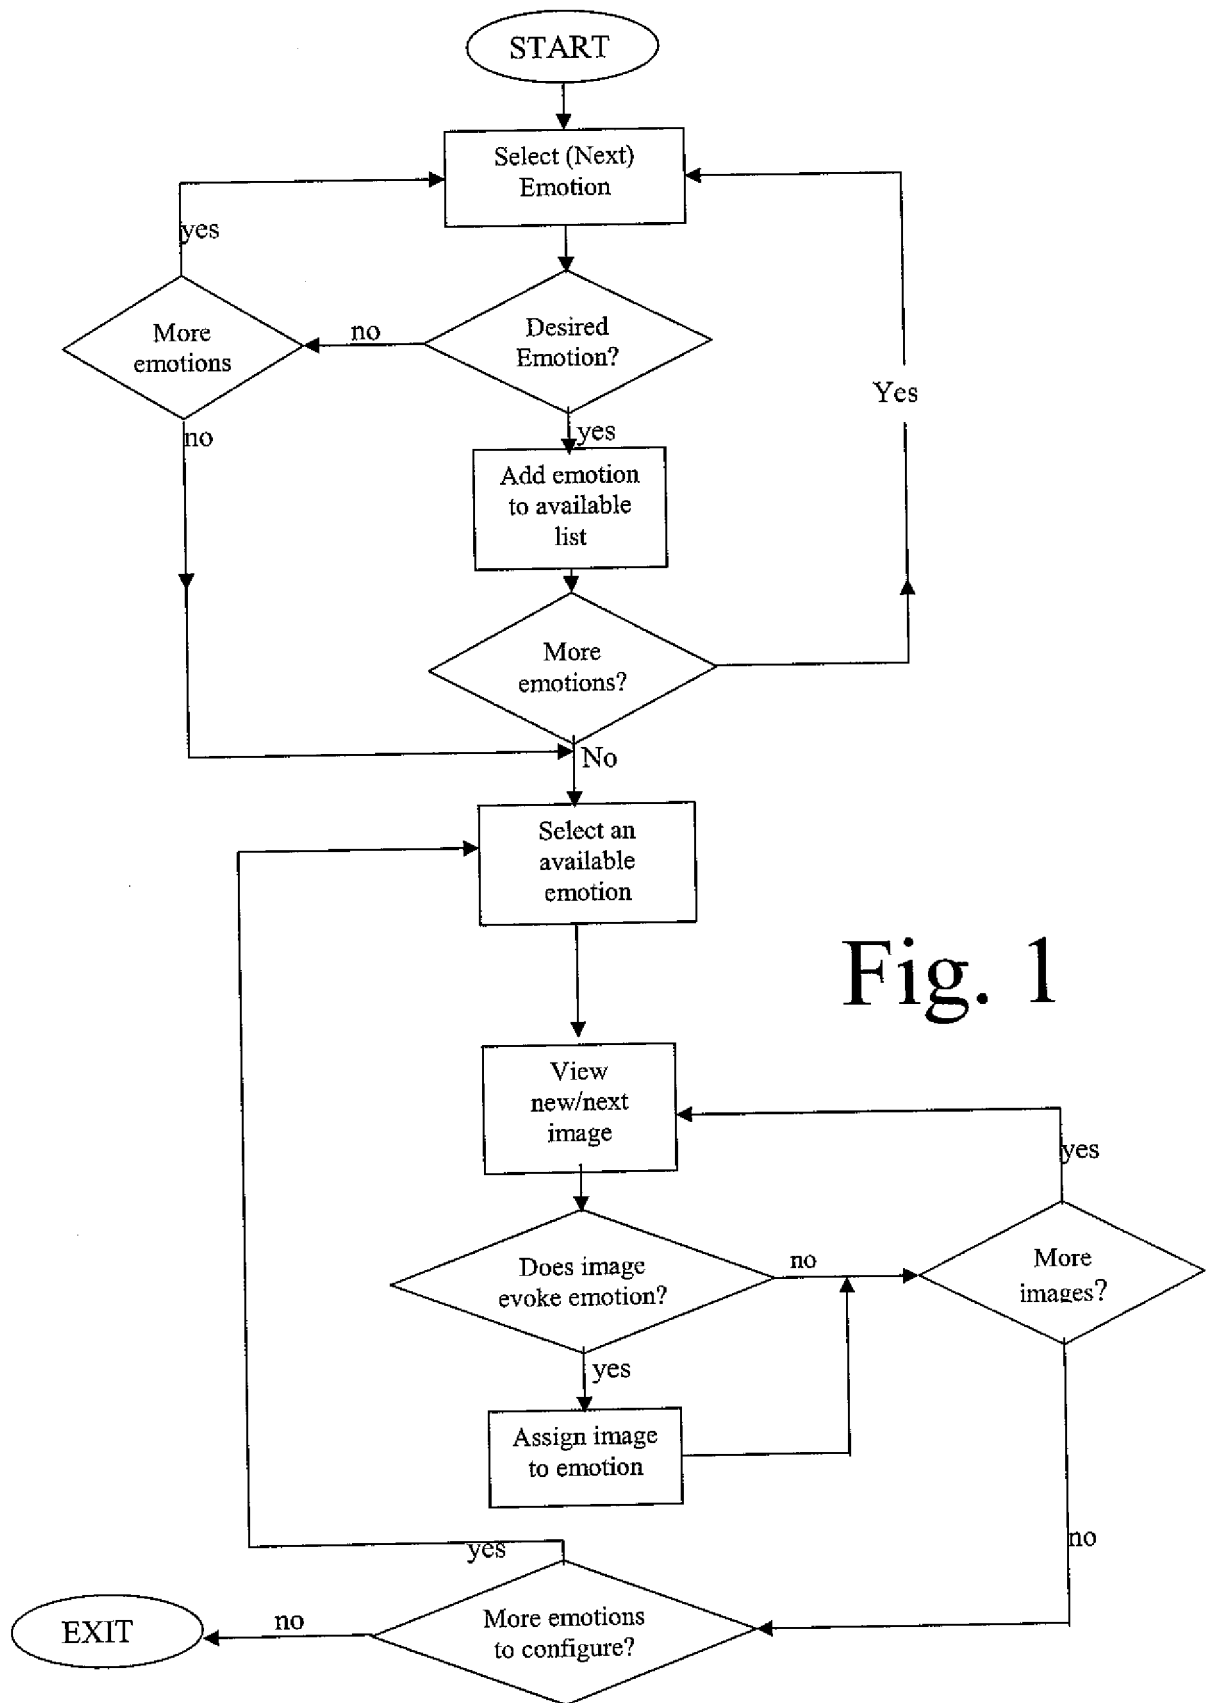 START
Select (Next)
Emotion
yes
More
emotions
no
Desired
Emotion?
Yes
no
yes
Add emotion
to available
list
More
emotions?
No
Select an
available
emotion
Fig. 1
View
new/next
image
yes
Does image
evoke emotion?
no
More
images?
yes
Assign image
to emotion
no
yes
More emotions
to configure?
no
EXIT